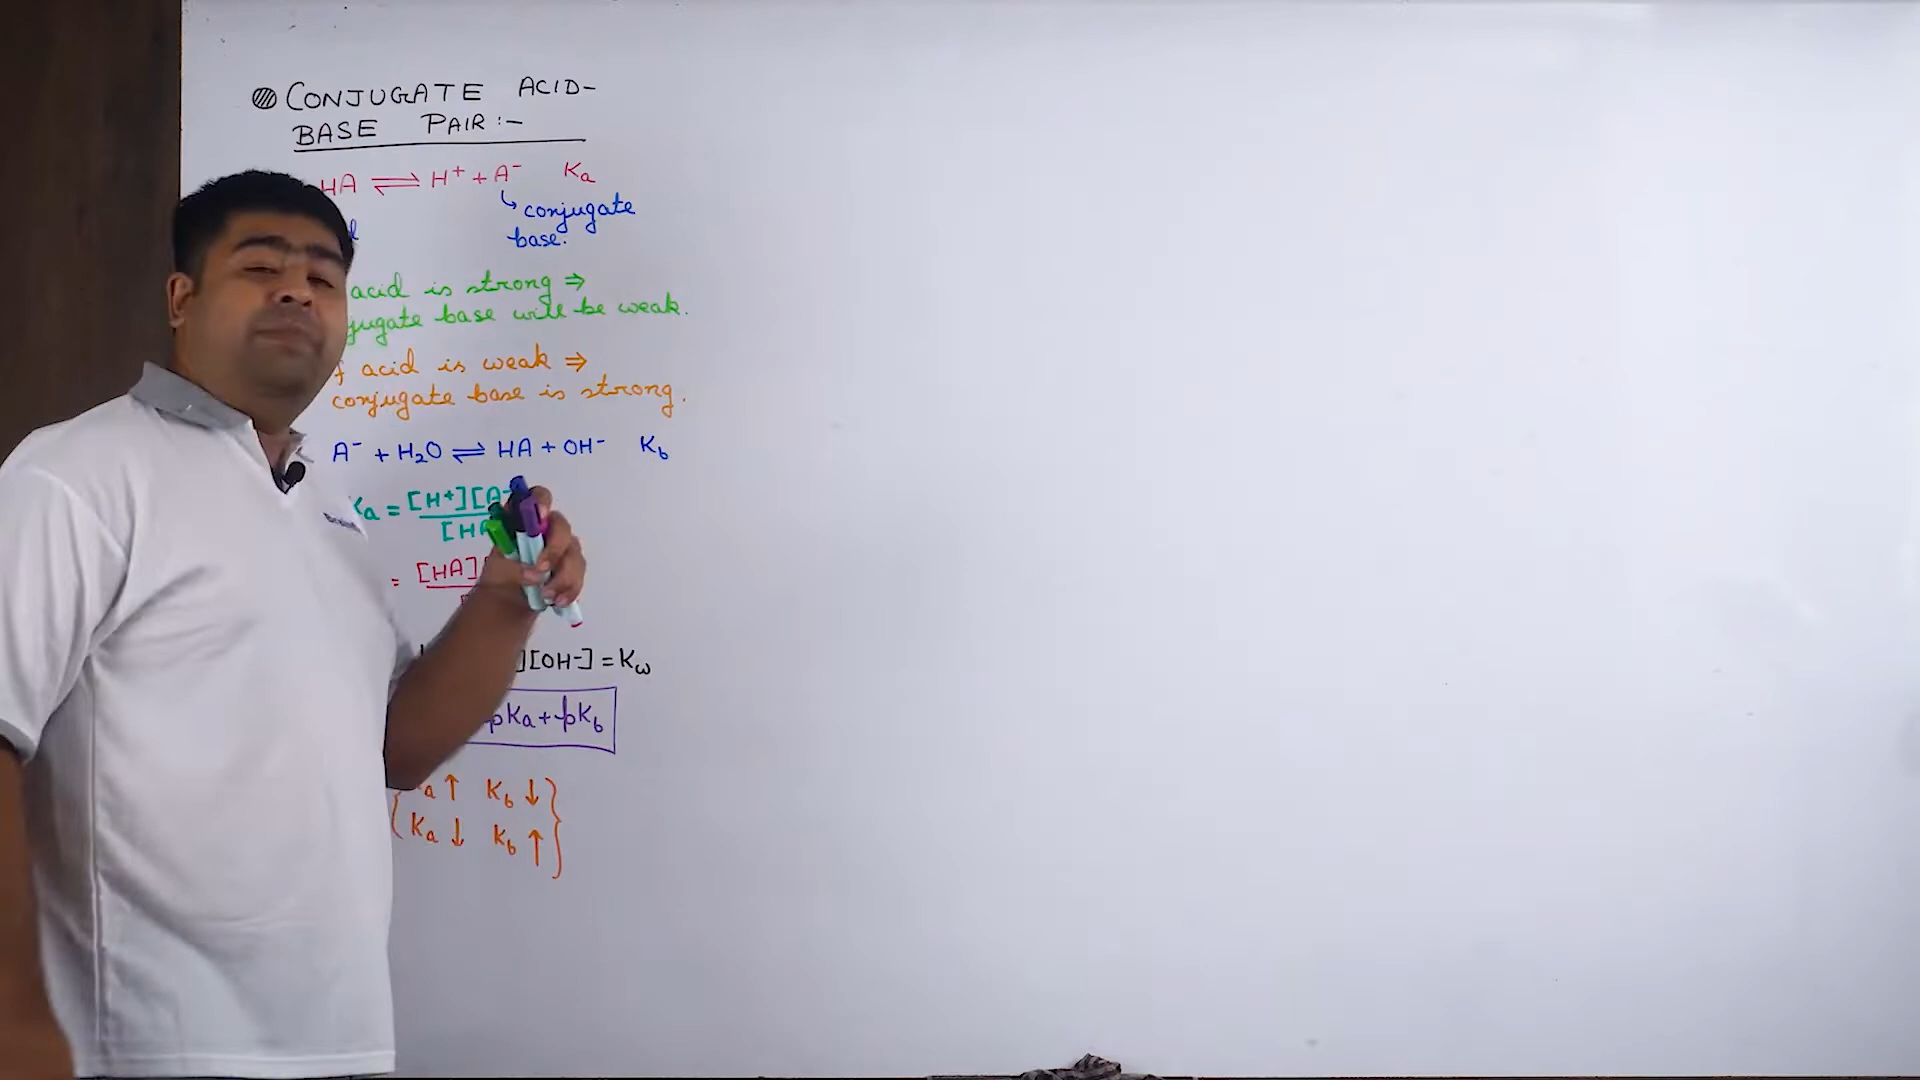 CONJUGATE ACID-
BASE PAIR :-
HA ⇌ H⁺ + A⁻ Ka
↳ conjugate
base.
acid is strong ⇒
jugate base will be weak.
f acid is weak ⇒
conjugate base is strong.
A⁻ + H₂O ⇌ HA + OH⁻ Kb
Ka = [H⁺][A⁻
[HA
= [HA]
][OH⁻] = Kw
pKa + pKb
a ↑ Kb ↓
Ka ↓ Kb ↑